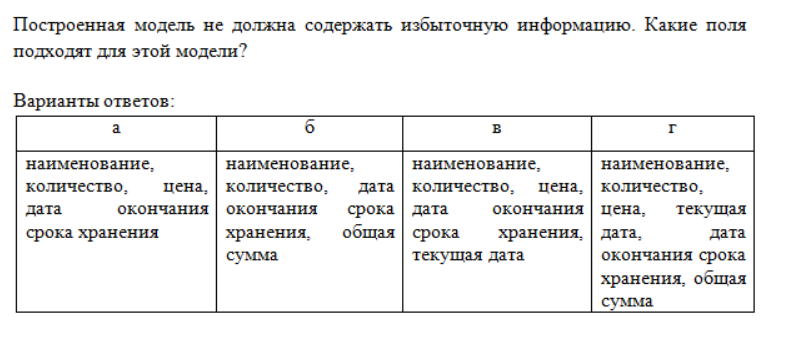 Построенная модель не должна содержать избыточную информацию. Какие поля
подходят для этой модели?
Варианты ответов:
а
б
в
г
наименование,
количество, цена,
дата окончания
срока хранения
наименование,
количество, дата
окончания срока
хранения, общая
сумма
наименование,
количество, цена,
дата окончания
срока хранения,
текущая дата
наименование,
количество,
цена, текущая
дата, дата
окончания срока
хранения, общая
сумма